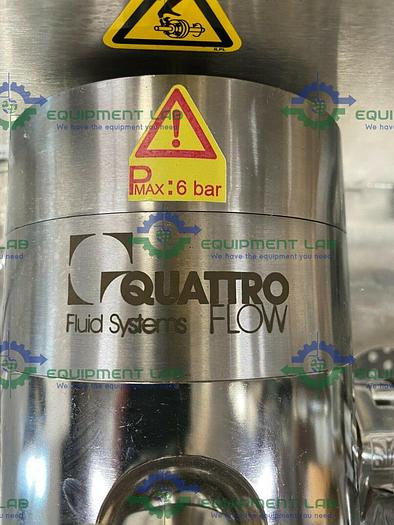 PMAX: 6 bar
QUATTRO
Fluid Systems FLOW
EQUIPMENT LAB
We have the equipment you need